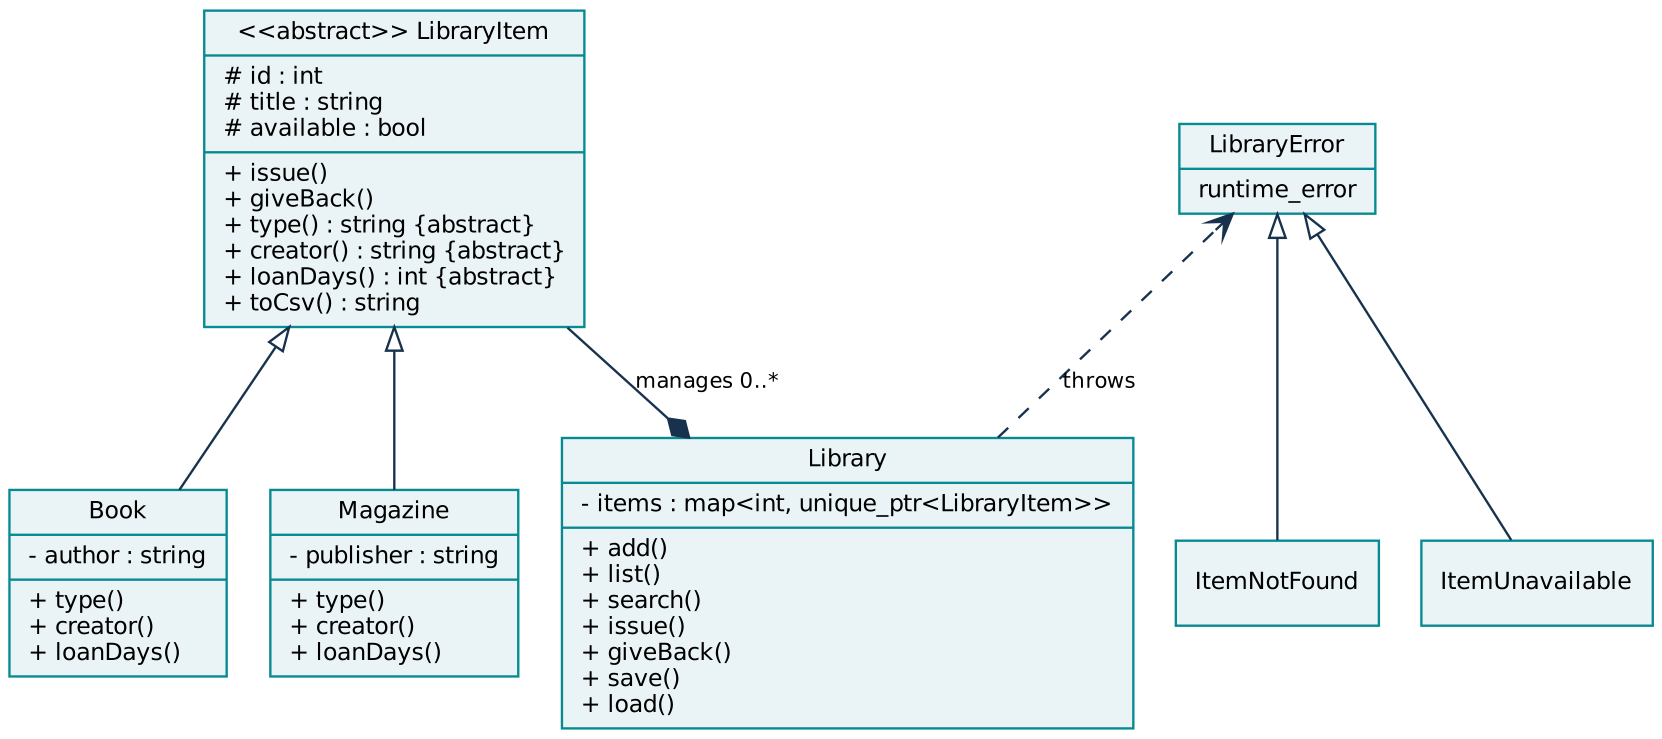 <<abstract>> LibraryItem
# id : int
# title : string
# available : bool
+ issue()
+ giveBack()
+ type() : string {abstract}
+ creator() : string {abstract}
+ loanDays() : int {abstract}
+ toCsv() : string
LibraryError
runtime_error
manages 0..*
throws
Book
- author : string
+ type()
+ creator()
+ loanDays()
Magazine
- publisher : string
+ type()
+ creator()
+ loanDays()
Library
- items : map<int, unique_ptr<LibraryItem>>
+ add()
+ list()
+ search()
+ issue()
+ giveBack()
+ save()
+ load()
ItemNotFound
ItemUnavailable